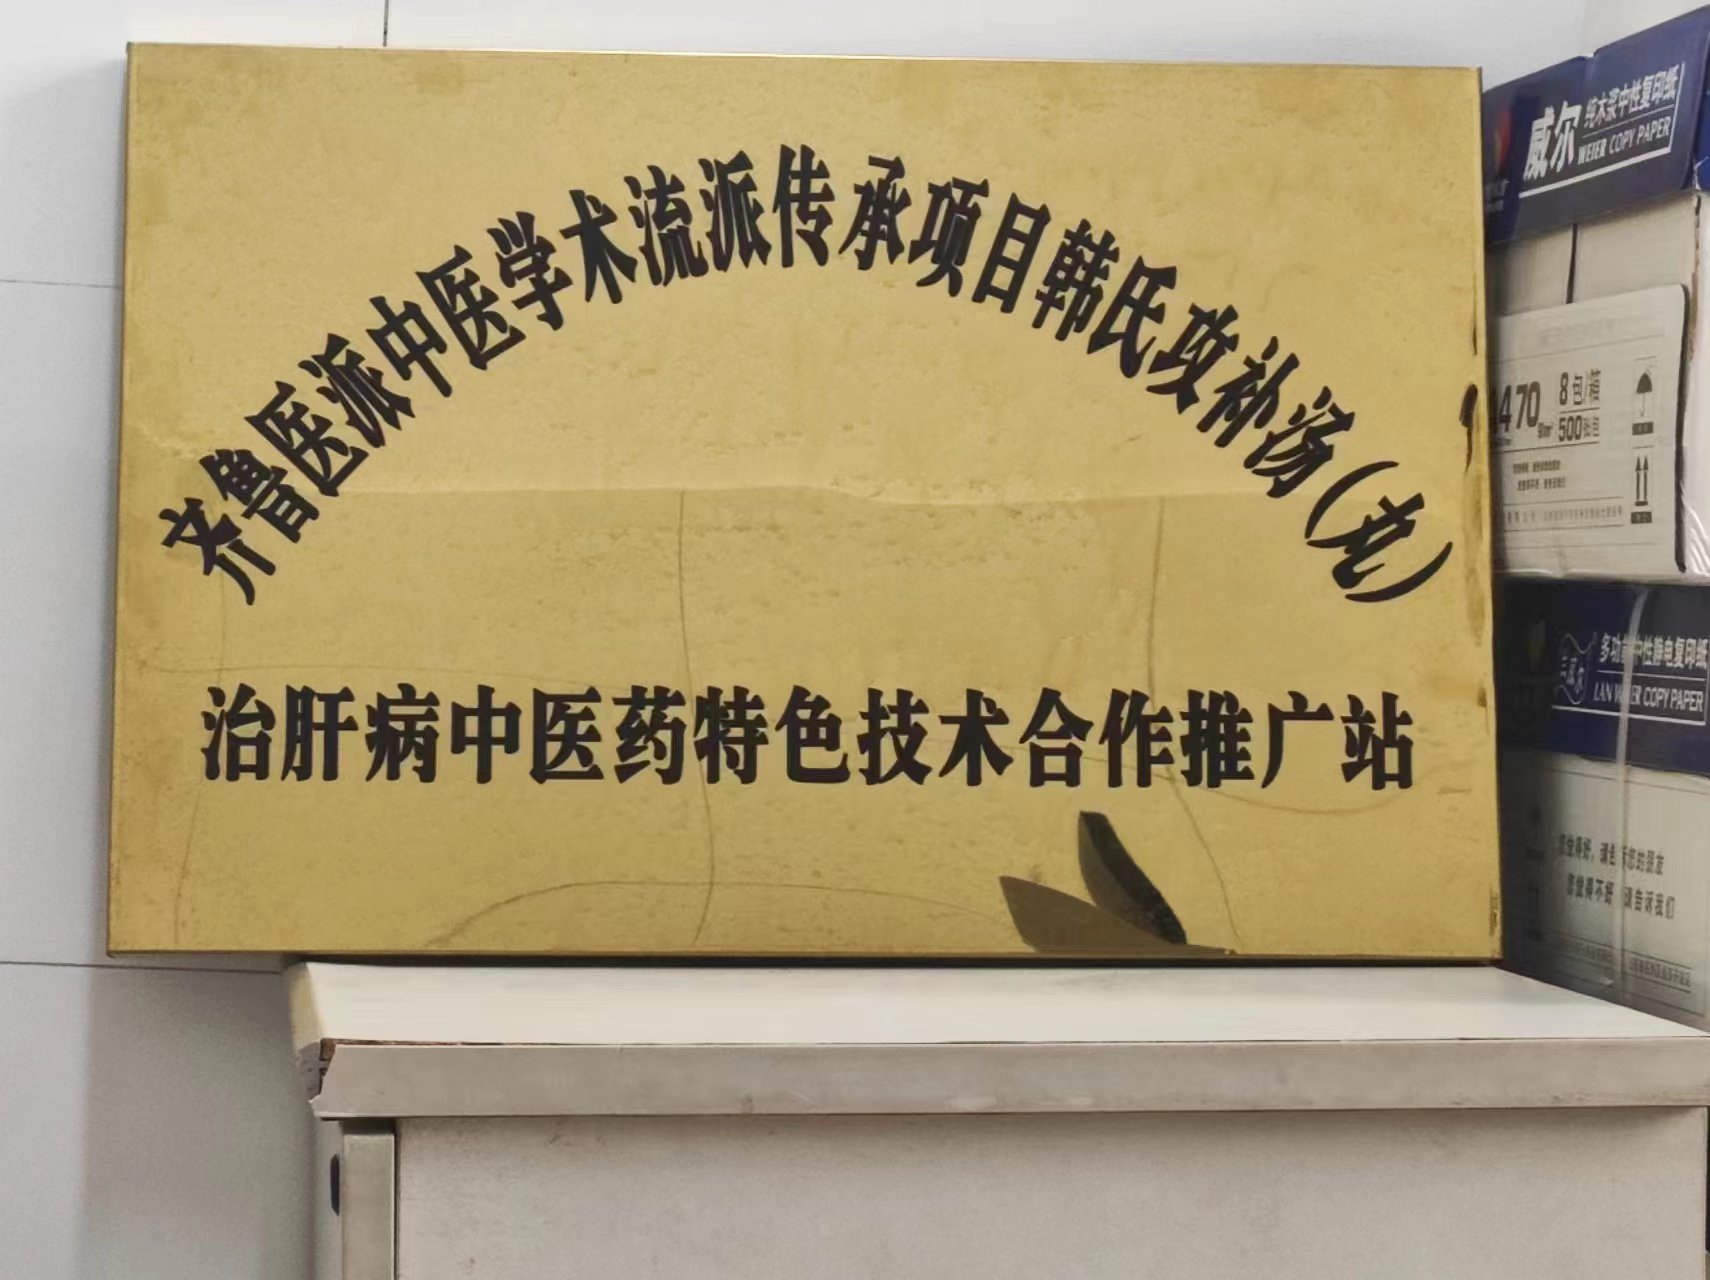 齐鲁医派中医学术流派传承项目韩氏攻补汤(丸)
治肝病中医药特色技术合作推广站
威尔 纯木浆中性复印纸
WEIER COPY PAPER
70
8包/箱
500张/包
多功能中性静电复印纸
COPY PAPER